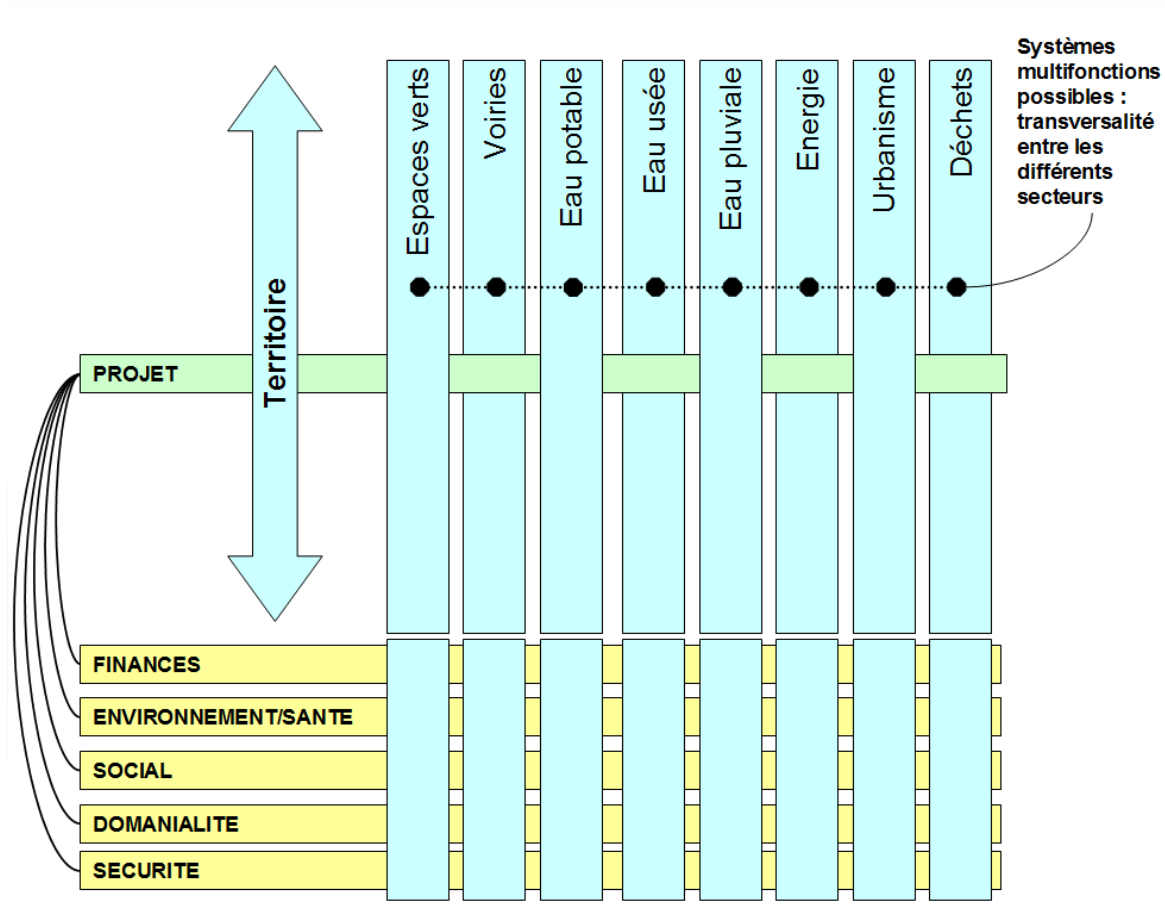 Systèmes
multifonctions
possibles :
transversalité
entre les
différents
secteurs
Espaces verts
Voiries
Eau potable
Eau usée
Eau pluviale
Energie
Urbanisme
Déchets
Territoire
PROJET
FINANCES
ENVIRONNEMENT/SANTE
SOCIAL
DOMANIALITE
SECURITE